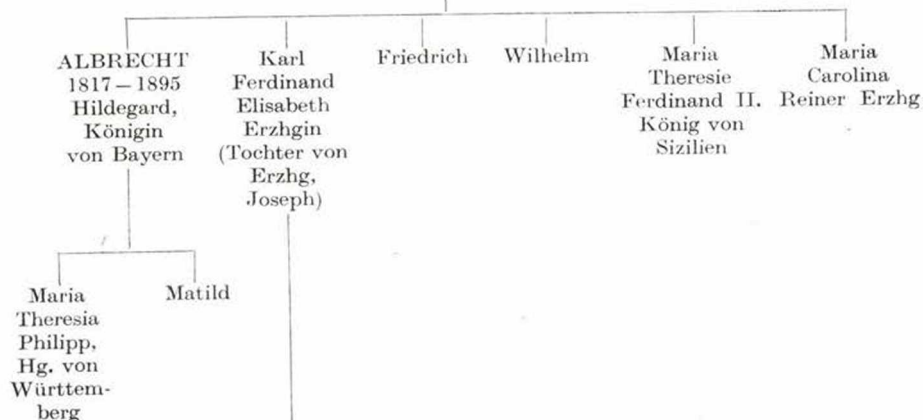 ALBRECHT
1817 – 1895
Hildegard,
Königin
von Bayern
Karl
Ferdinand
Elisabeth
Erzhgin
(Tochter von
Erzhg,
Joseph)
Friedrich
Wilhelm
Maria
Theresie
Ferdinand II.
König von
Sizilien
Maria
Carolina
Reiner Erzhg
Maria
Theresia
Philipp,
Hg. von
Württem-
berg
Matild